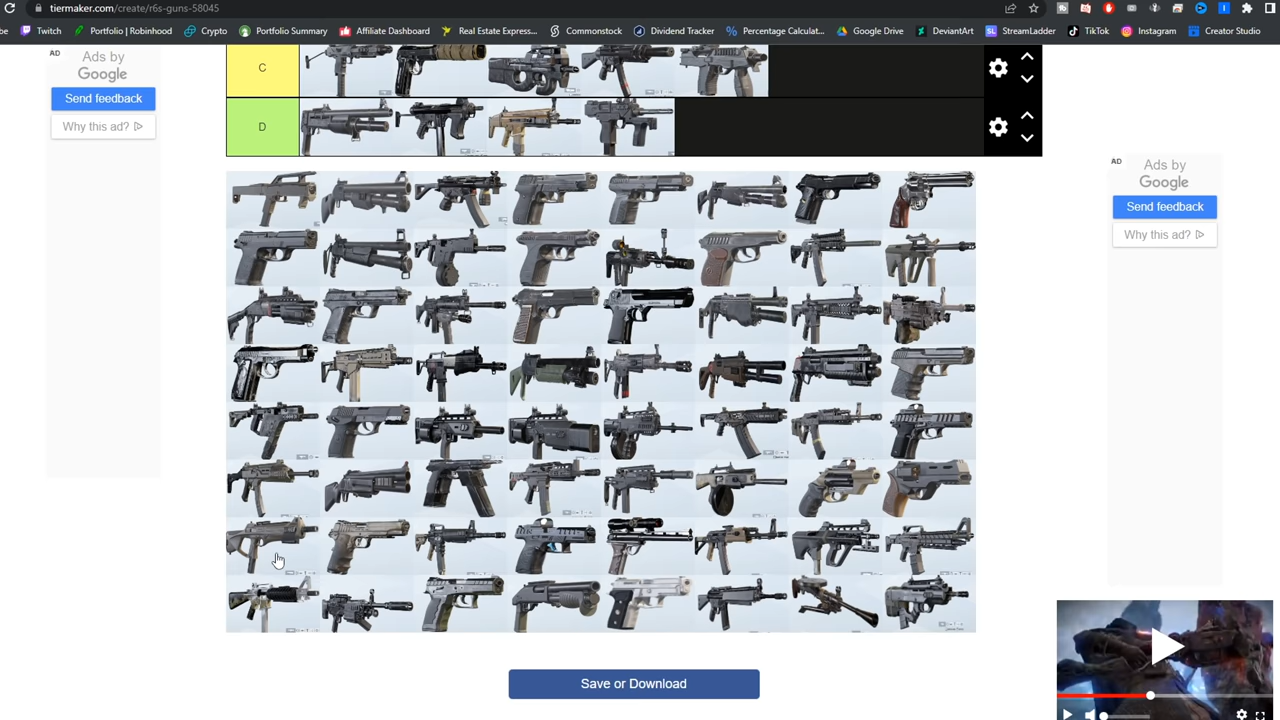 tiermaker.com/create/r6s-guns-58045
be Twitch Portfolio | Robinhood Crypto Portfolio Summary Affiliate Dashboard Real Estate Express... Commonstock Dividend Tracker Percentage Calculat... Google Drive DeviantArt StreamLadder TikTok Instagram Creator Studio
AD
Ads by
Google
Send feedback
Why this ad?
C
D
AD
Ads by
Google
Send feedback
Why this ad?
Save or Download